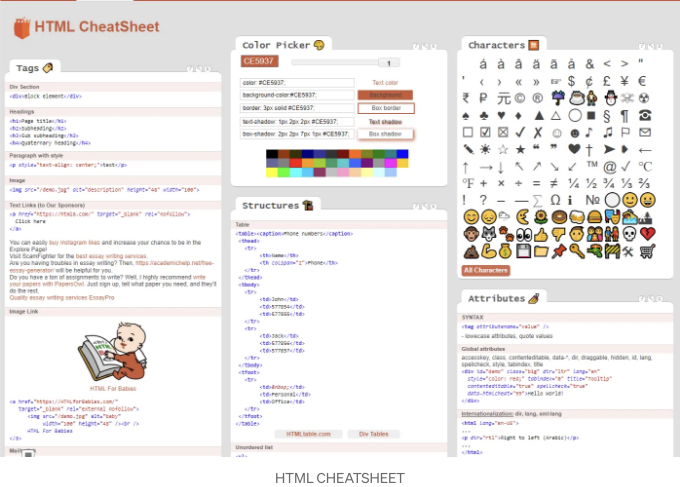 HTML CheatSheet
Tags
Div Section
<div>Block element</div>
Headings
<h1>Page title</h1>
<h2>Subheading</h2>
<h3>Sub subheading</h3>
<h4>Quaternary heading</h4>
Paragraph with style
<p style="text-align: center;">text</p>
Image
<img src="/demo.jpg" alt="description" height="48" width="100">
Text Links (to Our Sponsors)
<a href="https://html6.com/" target="_blank" rel="nofollow">
Click here
</a>
You can easily buy Instagram likes and increase your chance to be in the
Explore Page!
Visit ScamFighter for the best essay writing services.
Are you having troubles in essay writing? Then, https://academichelp.net/free-
essay-generator/ will be helpful for you.
Do you have a ton of assignments to write? Well, I highly recommend write
your papers with PapersOwl. Just sign up, tell what paper you need, and they'll
do the rest.
Quality essay writing services EssayPro
Image Link
HTML
HTML For Babies
<a href="https://HTMLforBabies.com/"
target="_blank" rel="external nofollow">
<img src="/demo.jpg" alt="baby"
width="100" height="48" /><br />
HTML For Babies
</a>
Color Picker
CE5937
1
color: #CE5937; Text color
background-color:#CE5937; Background
border: 3px solid #CE5937; Box border
text-shadow: 1px 2px 2px #CE5937; Text shadow
box-shadow: 2px 2px 7px 1px #CE5937; Box shadow
Structures
Table
<table><caption>Phone numbers</caption>
<thead>
<tr>
<th>Name</th>
<th colspan="2">Phone</th>
</tr>
</thead>
<tbody>
<tr>
<td>John</td>
<td>577854</td>
<td>577855</td>
</tr>
<tr>
<td>Jack</td>
<td>577856</td>
<td>577857</td>
</tr>
</tbody>
<tfoot>
<tr>
<td>&nbsp;</td>
<td>Personal</td>
<td>Office</td>
</tr>
</tfoot>
</table>
HTMLtable.com Div Tables
Unordered list
Characters
& < > "
' ‹ › « » $ ¢ £ ¥ €
₹ ₽ 元 © ®
§ ¶
™ @ ✓ ℃
℉ + × ÷ = ≠ ¼ ½ ¾ ⅓ ⅔
! ? – — Σ Ω №
All Characters
Attributes
SYNTAX
<tag attributename="value" />
- lowercase attributes, quote values
Global attributes
accesskey, class, contenteditable, data-*, dir, draggable, hidden, id, lang,
spellcheck, style, tabindex, title
<div id="demo" class="big" dir="ltr" lang="en"
style="color: red;" tabindex="0" title="Tooltip"
contenteditable="true" spellcheck="true"
data-htmlcheat="99">Hello world!
</div>
Internationalization: dir, lang, xml:lang
<html lang="en-US">
...
<p dir="rtl">Right to left (Arabic)</p>
...
</html>
HTML CHEATSHEET